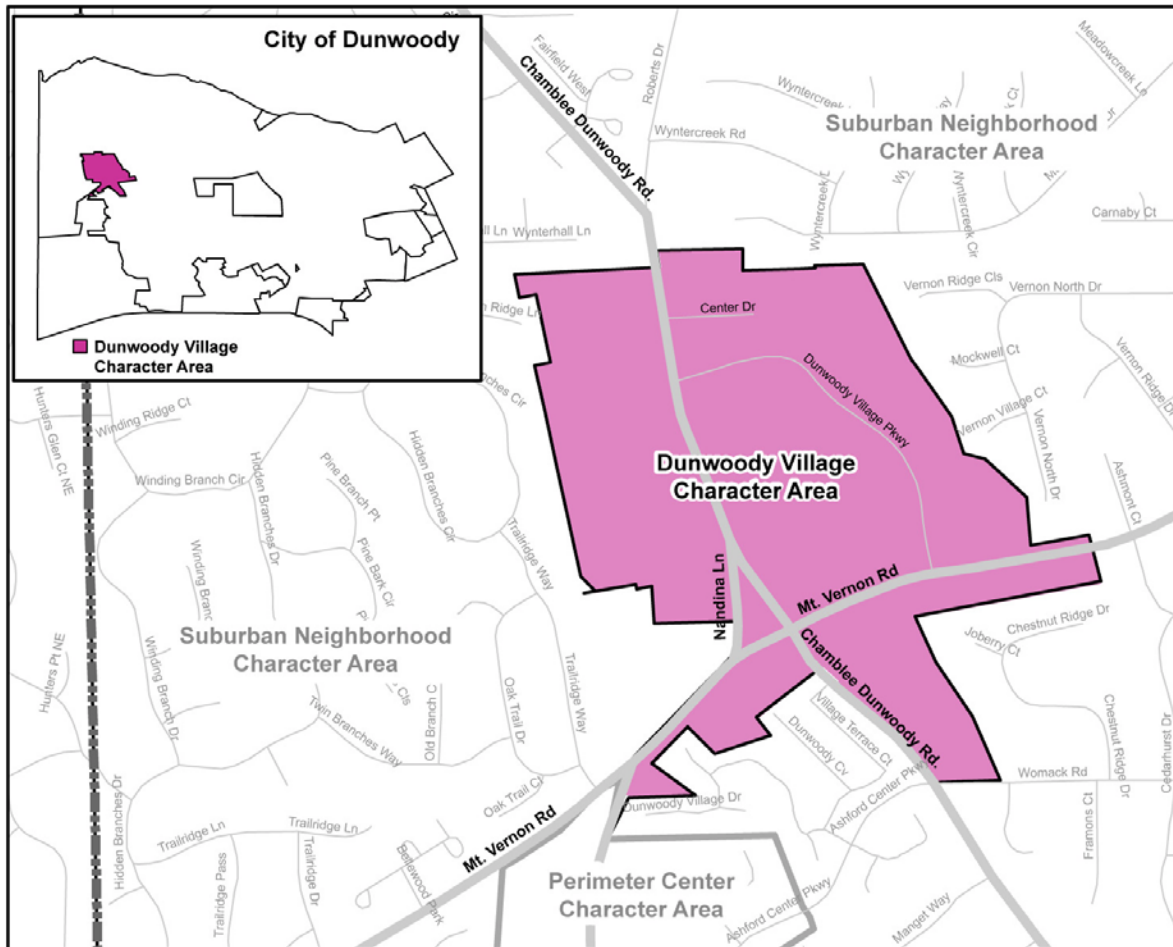 City of Dunwoody
Dunwoody Village
Character Area
Chamblee Dunwoody Rd.
Fairfield West
Roberts Dr
Meadowcreek Ln
Wyntercreek Rd
Suburban Neighborhood
Character Area
Wyntercreek Cir
Carnaby Ct
Wynterhall Ln
Vernon Ridge Cls
Vernon North Dr
Center Dr
Mockwell Ct
Vernon Ridge Dr
Dunwoody Village Pkwy
Vernon Village Ct
Vernon North Dr
Ashmont Ct
Dunwoody Village
Character Area
Hunters Glen Ct NE
Winding Ridge Ct
Winding Branch Cir
Hidden Branches Dr
Pine Branch Pt
Hidden Branches Cir
Pine Bark Cir
Trailridge Way
Nandina Ln
Mt. Vernon Rd
Chamblee Dunwoody Rd.
Suburban Neighborhood
Character Area
Hunters Pt NE
Winding Branch Dr
Twin Branches Way
Old Branch C
Oak Trail Dr
Trailridge Way
Joberry Ct
Chestnut Ridge Dr
Chestnut Ridge Dr
Cedarhurst Dr
Village Terrace Ct
Dunwoody Cv
Ashford Center Pkwy
Womack Rd
Framons Ct
Oak Trail Ct
Dunwoody Village Dr
Hidden Branches Dr
Trailridge Ln
Trailridge Ln
Trailridge Pass
Trailridge Dr
Bellewood Park
Mt. Vernon Rd
Perimeter Center
Character Area
Ashford Center Pkwy
Manget Way